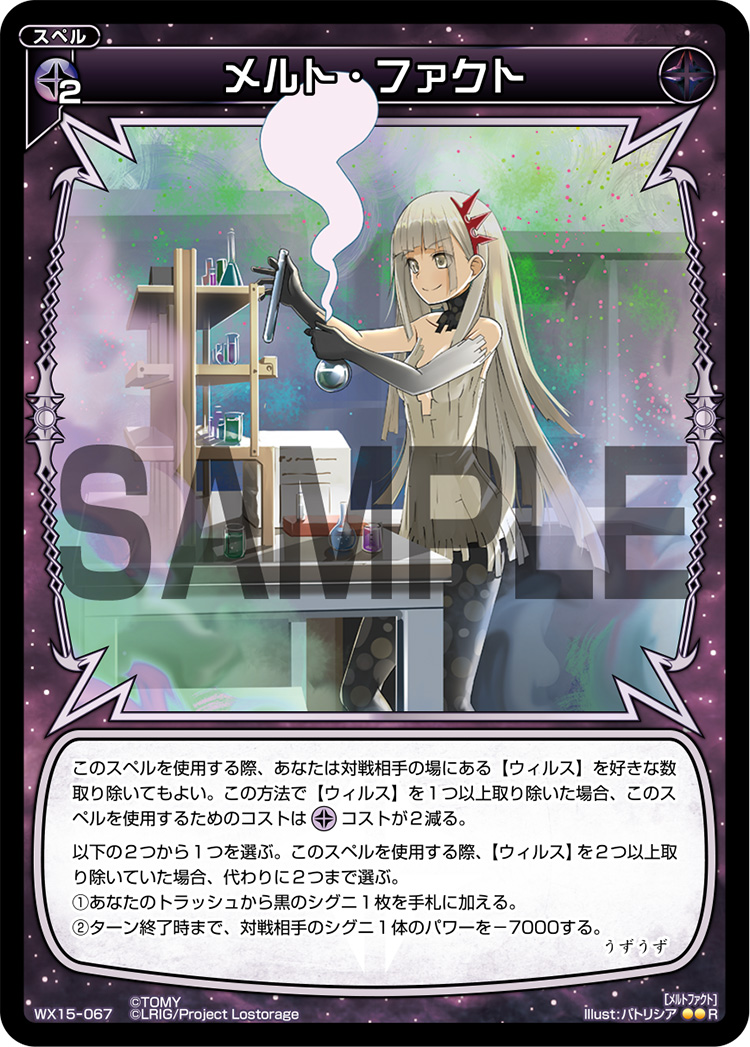 スペル
2
メルト・ファクト
SAMPLE
このスペルを使用する際、あなたは対戦相手の場にある【ウィルス】を好きな数
取り除いてもよい。この方法で【ウィルス】を1つ以上取り除いた場合、このス
ペルを使用するためのコストは コストが2減る。
以下の2つから1つを選ぶ。このスペルを使用する際、【ウィルス】を2つ以上取
り除いていた場合、代わりに2つまで選ぶ。
①あなたのトラッシュから黒のシグニ1枚を手札に加える。
②ターン終了時まで、対戦相手のシグニ1体のパワーを-7000する。
うずうず
[メルトファクト]
WX15-067 ©TOMY
©LRIG/Project Lostorage
illust:パトリシア R